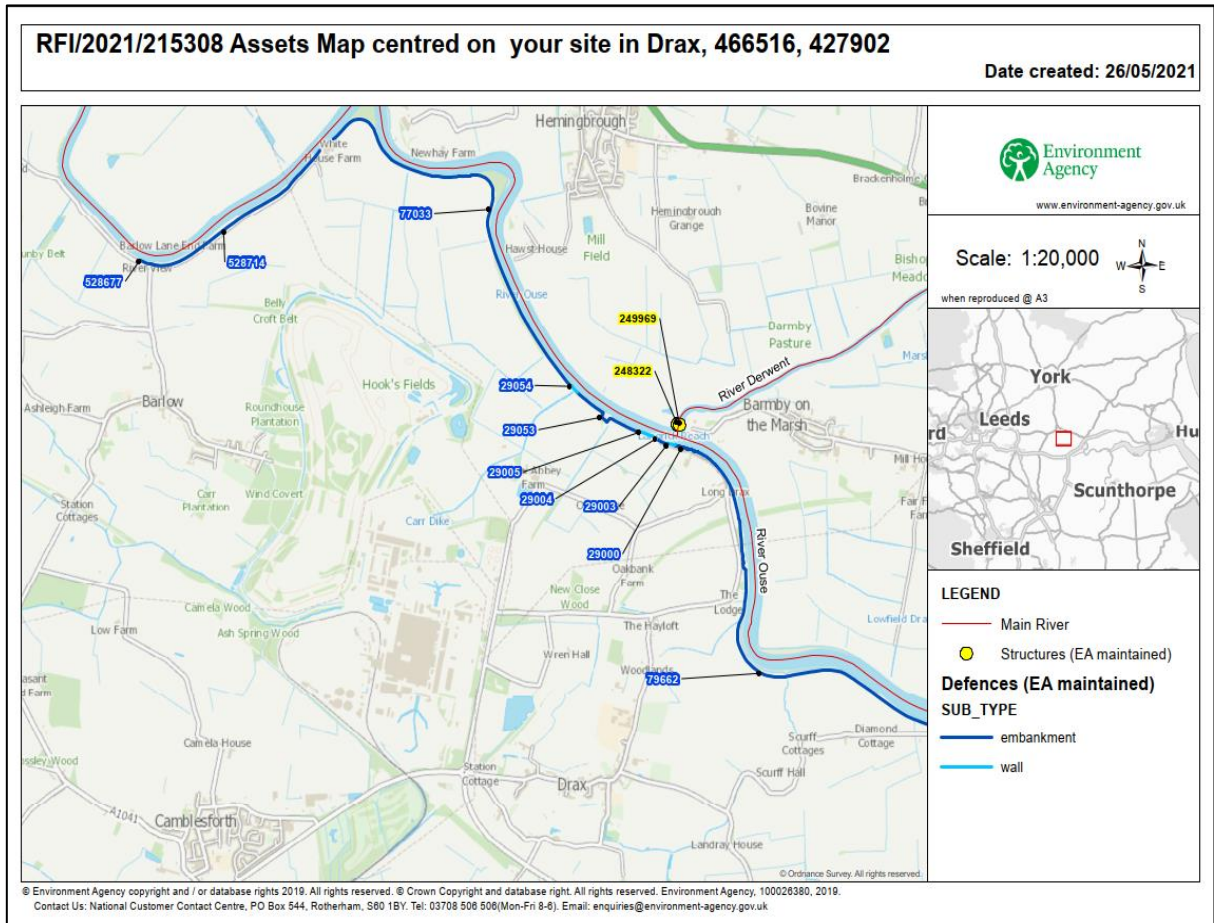 RFI/2021/215308 Assets Map centred on your site in Drax, 466516, 427902
Date created: 26/05/2021
Hemingbrough
White
House Farm
Newhay Farm
Brackenholme
77033
Hemingbrough
Grange
Bovine
Manor
Hawst-House
Mill
Field
Barlow Lane End Farm
River View
528714
528677
Belly
Croft Belt
River Ouse
249969
Darmby
Pasture
248322
River Derwent
Hook's Fields
29054
Barmby on
the Marsh
Ashleigh Farm
Barlow
Roundhouse
Plantation
29053
29005
Abbey
Farm
Long Drax
Carr
Plantation
Wind Covert
29004
29003
Station
Cottages
Carr Dike
29000
River Ouse
Oakbank
Farm
New Close
Wood
The
Lodge
Camela Wood
Ash Spring Wood
Low Farm
The Hayloft
Wren Hall
Woodlands
79662
Camela House
Scurff
Cottages
Diamond
Cottage
Station
Cottage
Drax
Scurff Hall
A1041
Camblesforth
Landray House
© Ordnance Survey. All rights reserved.
Environment
Agency
www.environment-agency.gov.uk
Scale: 1:20,000
N
W E
S
when reproduced @ A3
York
Leeds
Hu
Scunthorpe
Sheffield
LEGEND
Main River
Structures (EA maintained)
Defences (EA maintained)
SUB_TYPE
embankment
wall
© Environment Agency copyright and / or database rights 2019. All rights reserved. © Crown Copyright and database right. All rights reserved. Environment Agency, 100026380, 2019.
Contact Us: National Customer Contact Centre, PO Box 544, Rotherham, S60 1BY. Tel: 03708 506 506(Mon-Fri 8-6). Email: enquiries@environment-agency.gov.uk